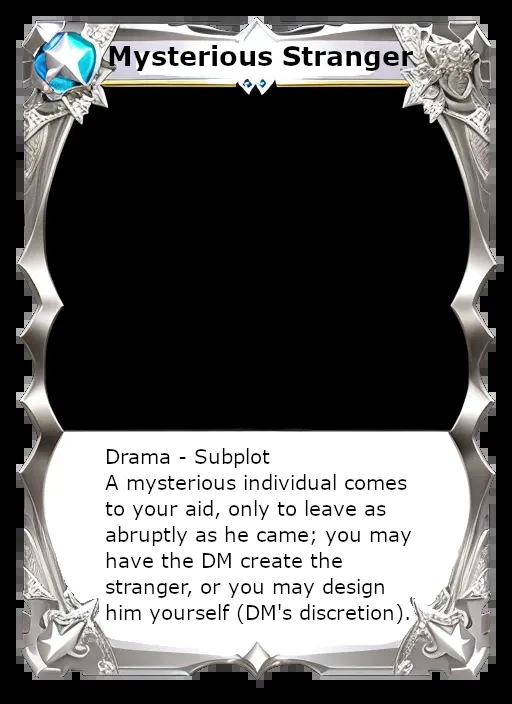 Mysterious Stranger
Drama - Subplot
A mysterious individual comes
to your aid, only to leave as
abruptly as he came; you may
have the DM create the
stranger, or you may design
him yourself (DM's discretion).